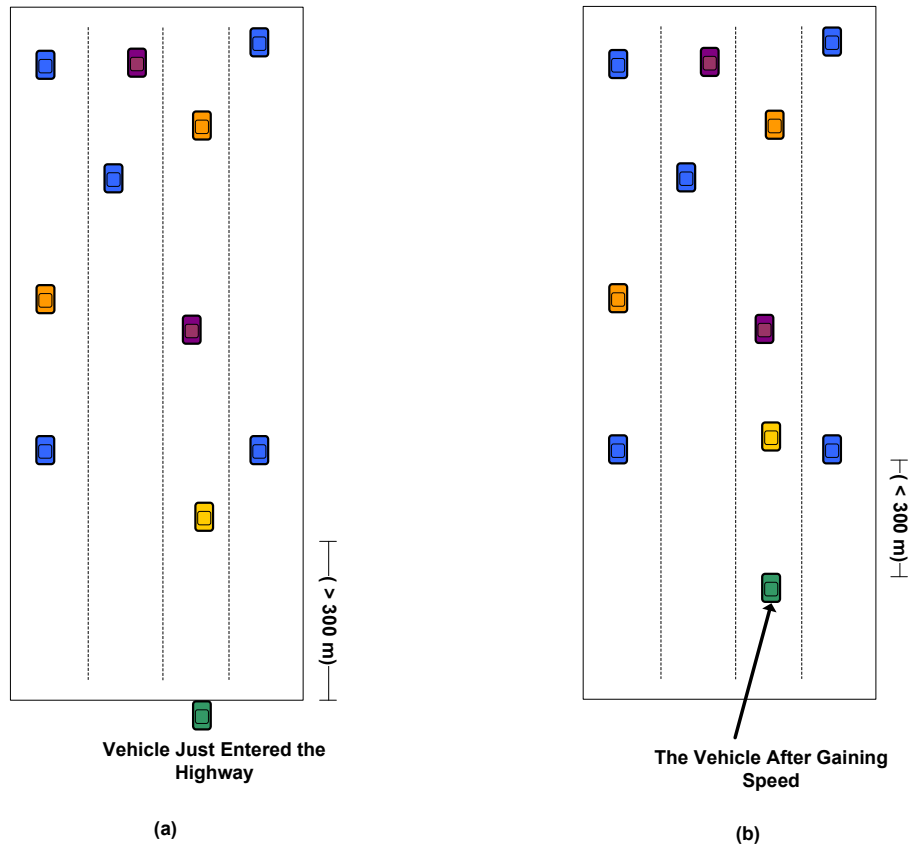 ( > 300 m)
Vehicle Just Entered the
Highway
(a)
( < 300 m)
The Vehicle After Gaining
Speed
(b)